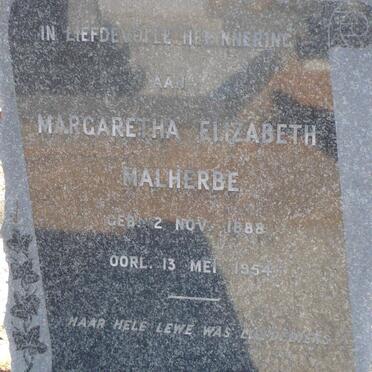 IN LIEFDEVOLLE HERINNERING
AAN
MARGARETHA ELIZABETH
MALHERBE
GEB. 2 NOV. 1888
OORL. 13 MEI 1954
HAAR HELE LEWE WAS